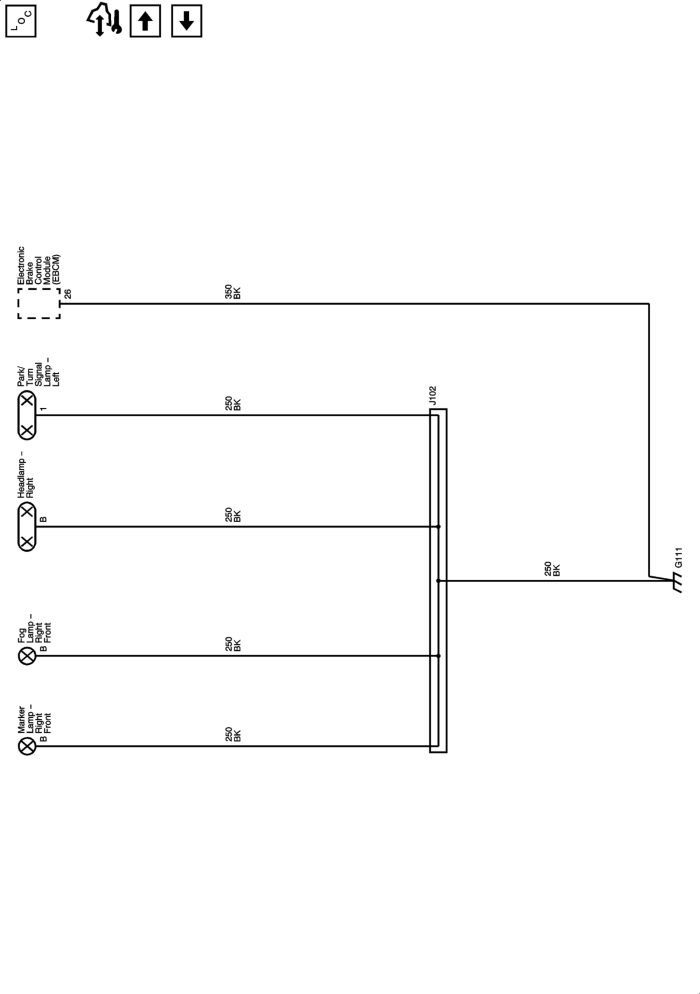 L O C
Electronic
Brake
Control
Module
(EBCM)
26
350
BK
Park/
Turn
Signal
Lamp –
Left
1
250
BK
J102
Headlamp –
Right
B
250
BK
250
BK
G111
Fog
Lamp –
Right
Front
B
250
BK
Marker
Lamp –
Right
Front
B
250
BK